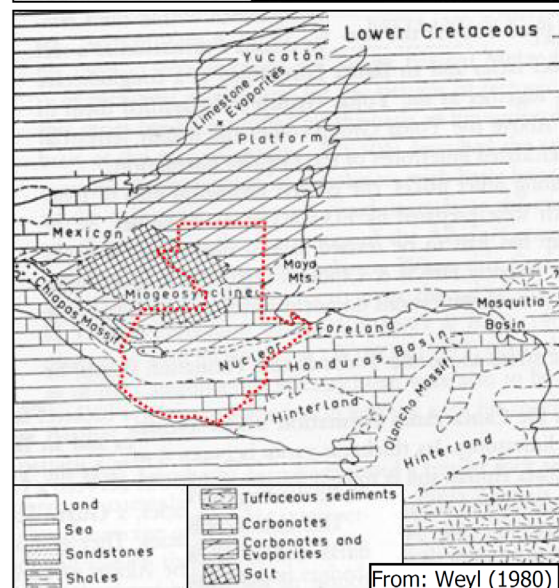 Lower Cretaceous
Yucatán
Limestone
+ Evaporites
Platform
Mexican
Maya
Mts.
Miogeosyncline
Chiapas Massif
Mosquitia
Basin
Nuclear Foreland
Honduras Basin
Hinterland
Olancho Massif
Hinterland
? ? ?
Land
Sea
Sandstones
Shales
Tuffaceous sediments
Carbonates
Carbonates and
Evaporites
Salt
From: Weyl (1980)